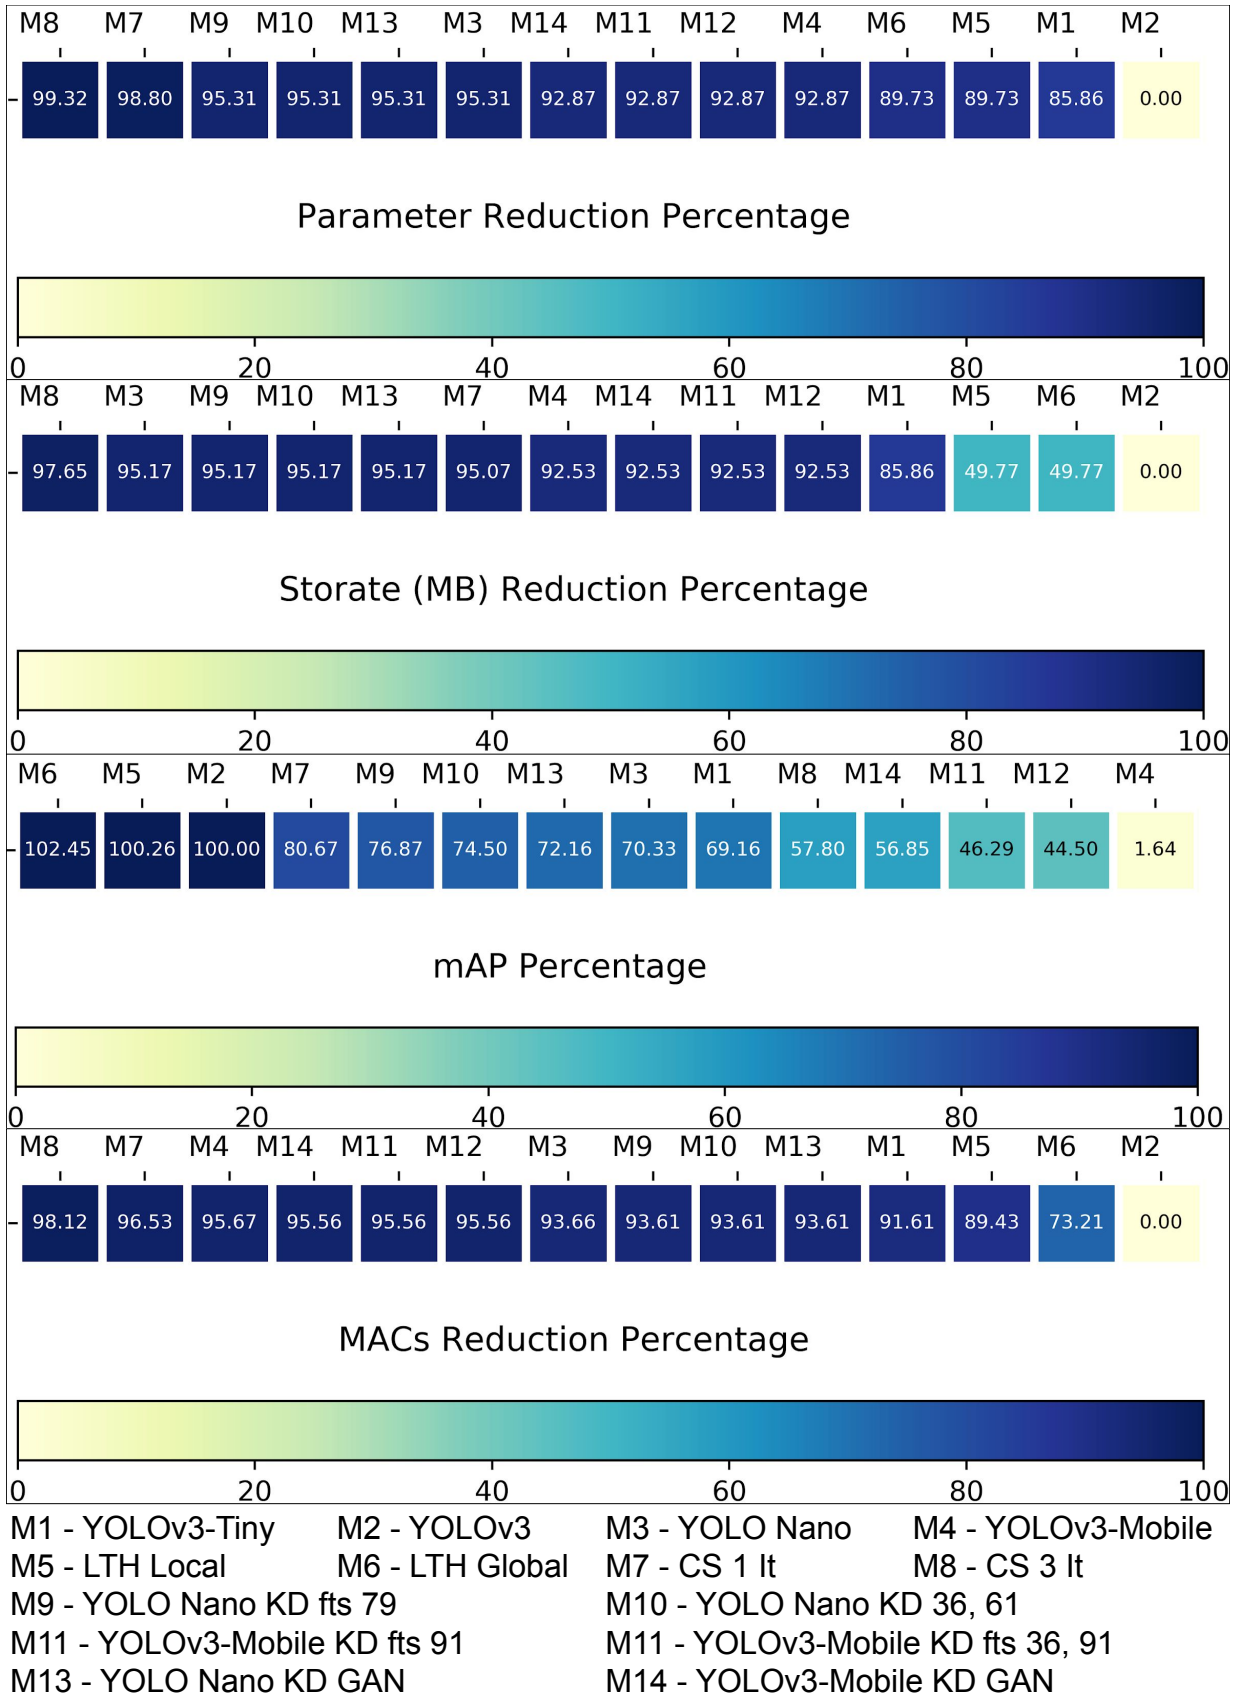 M8 M7 M9 M10 M13 M3 M14 M11 M12 M4 M6 M5 M1 M2
99.32 98.80 95.31 95.31 95.31 95.31 92.87 92.87 92.87 92.87 89.73 89.73 85.86 0.00
Parameter Reduction Percentage
0 20 40 60 80 100
M8 M3 M9 M10 M13 M7 M4 M14 M11 M12 M1 M5 M6 M2
97.65 95.17 95.17 95.17 95.17 95.07 92.53 92.53 92.53 92.53 85.86 49.77 49.77 0.00
Storate (MB) Reduction Percentage
0 20 40 60 80 100
M6 M5 M2 M7 M9 M10 M13 M3 M1 M8 M14 M11 M12 M4
102.45 100.26 100.00 80.67 76.87 74.50 72.16 70.33 69.16 57.80 56.85 46.29 44.50 1.64
mAP Percentage
0 20 40 60 80 100
M8 M7 M4 M14 M11 M12 M3 M9 M10 M13 M1 M5 M6 M2
98.12 96.53 95.67 95.56 95.56 95.56 93.66 93.61 93.61 93.61 91.61 89.43 73.21 0.00
MACs Reduction Percentage
0 20 40 60 80 100
M1 - YOLOv3-Tiny M2 - YOLOv3 M3 - YOLO Nano M4 - YOLOv3-Mobile
M5 - LTH Local M6 - LTH Global M7 - CS 1 It M8 - CS 3 It
M9 - YOLO Nano KD fts 79 M10 - YOLO Nano KD 36, 61
M11 - YOLOv3-Mobile KD fts 91 M11 - YOLOv3-Mobile KD fts 36, 91
M13 - YOLO Nano KD GAN M14 - YOLOv3-Mobile KD GAN